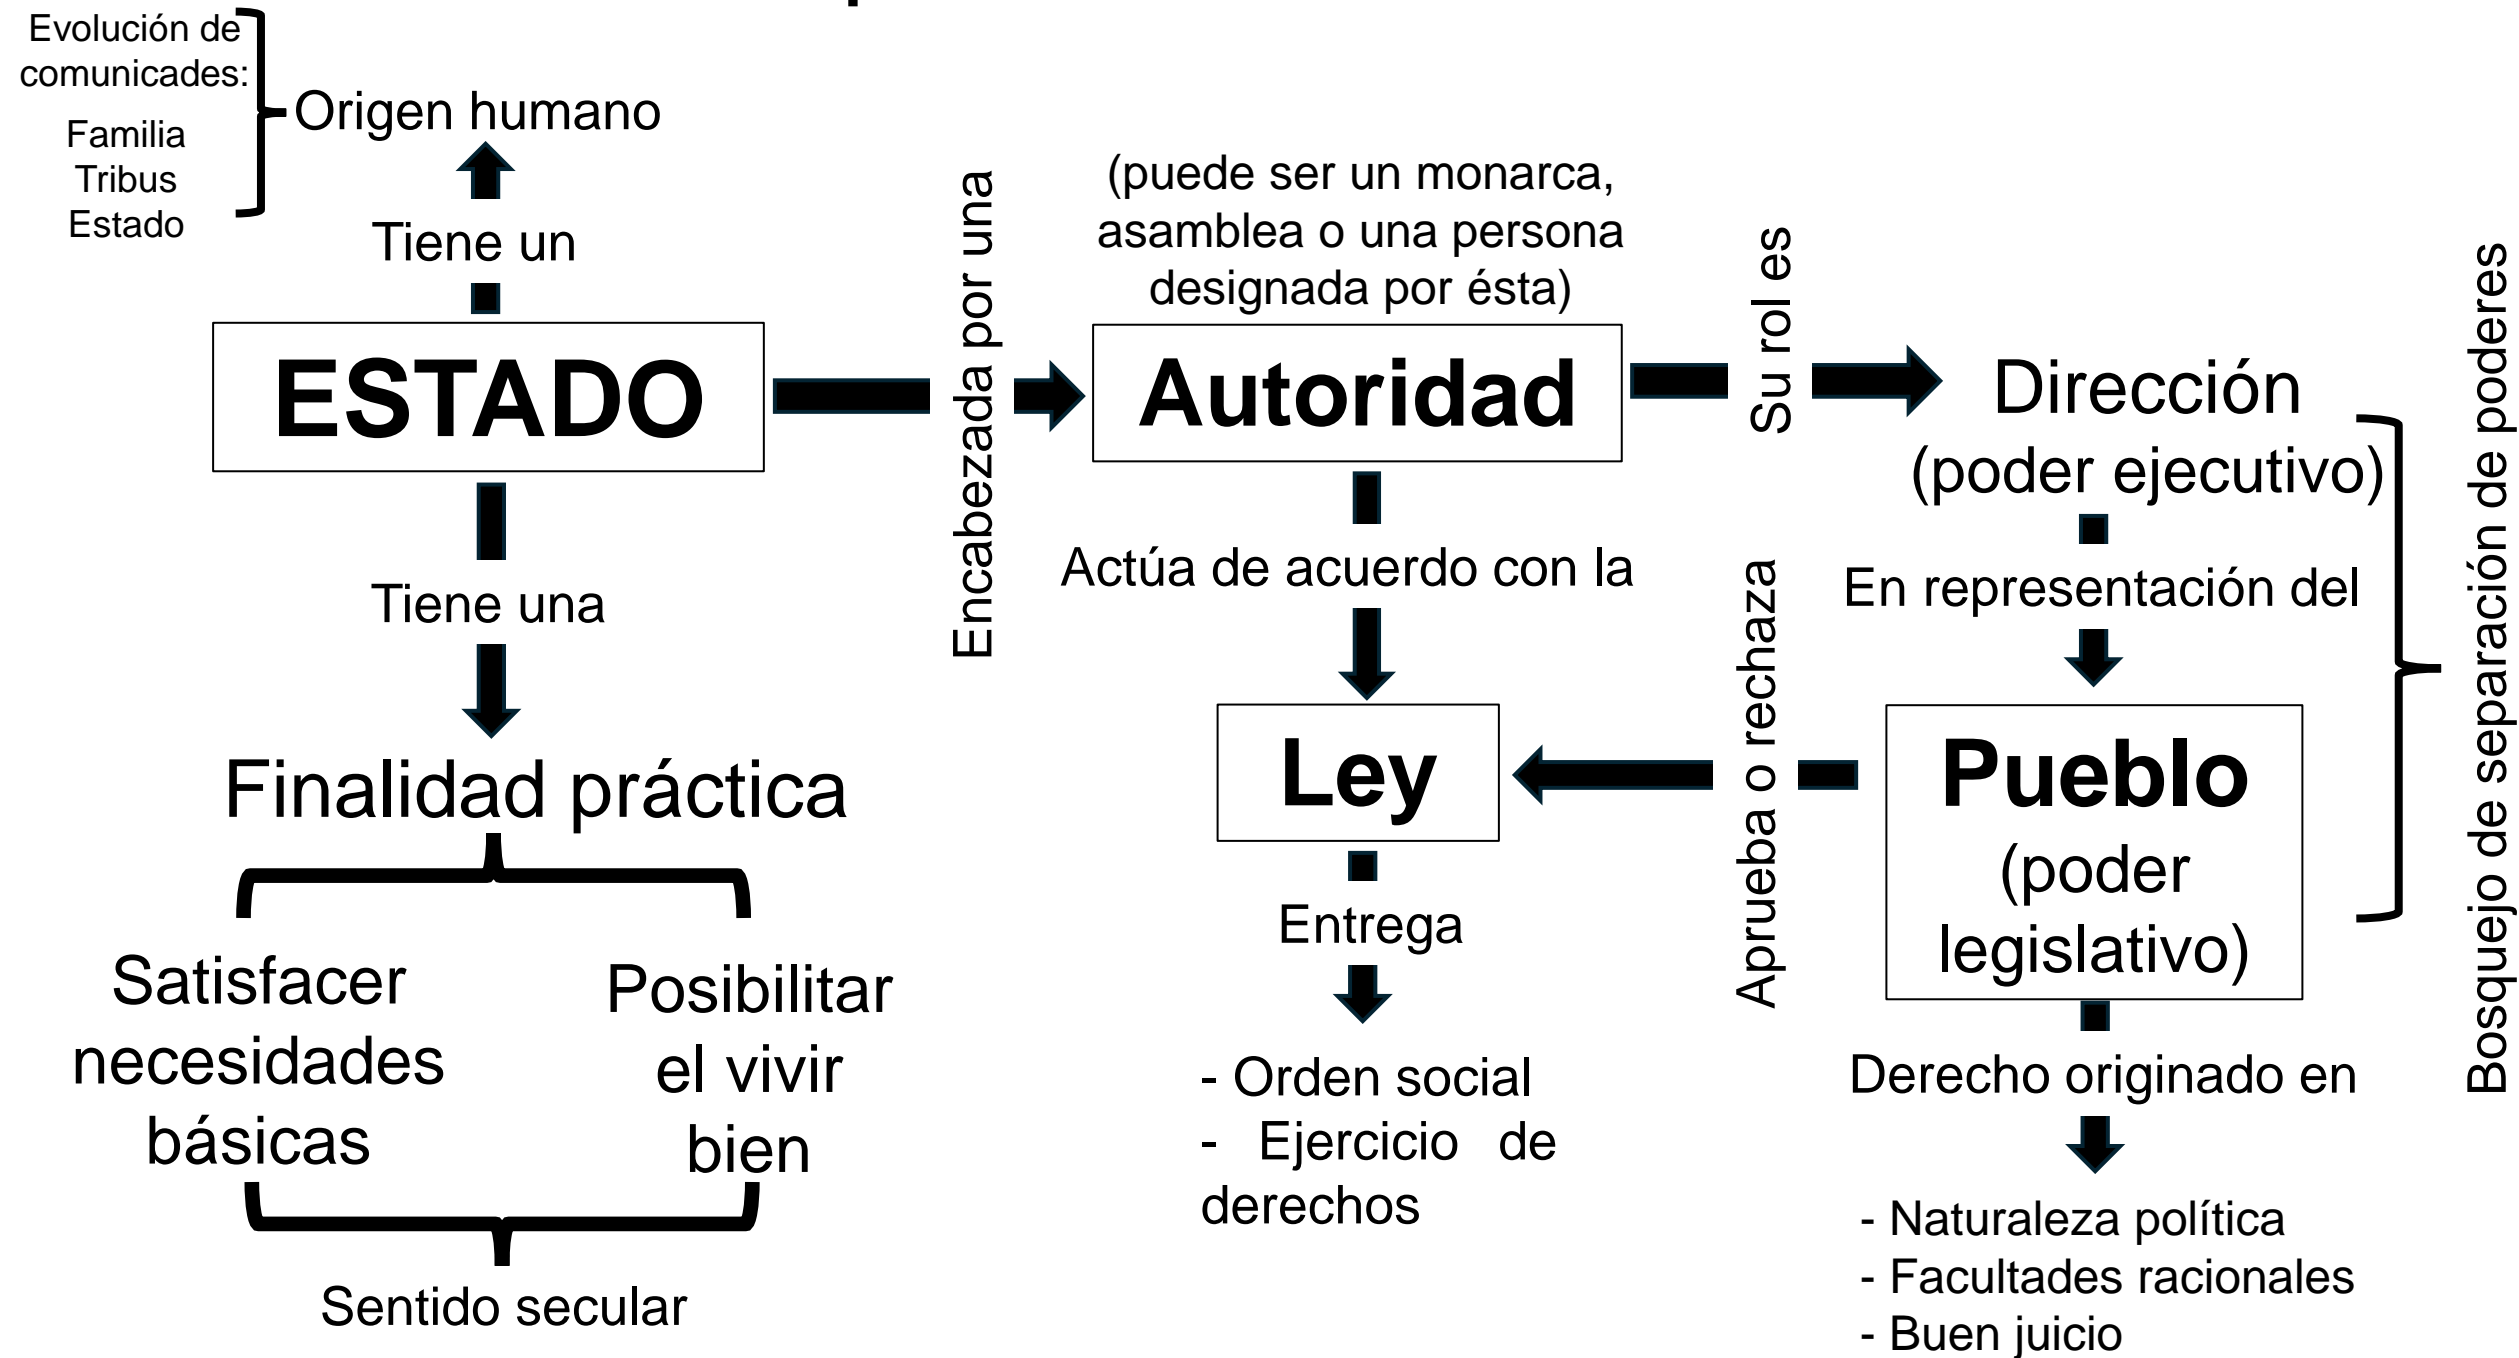 Evolución de
comunicades:
Familia
Tribus
Estado
Origen humano
Tiene un
ESTADO
Tiene una
Finalidad práctica
Satisfacer
necesidades
básicas
Posibilitar
el vivir
bien
Sentido secular
Encabezada por una
(puede ser un monarca,
asamblea o una persona
designada por ésta)
Autoridad
Actúa de acuerdo con la
Ley
Entrega
- Orden social
- Ejercicio de
derechos
Su rol es
Dirección
(poder ejecutivo)
En representación del
Pueblo
(poder
legislativo)
Aprueba o rechaza
Derecho originado en
- Naturaleza política
- Facultades racionales
- Buen juicio
Bosquejo de separación de poderes